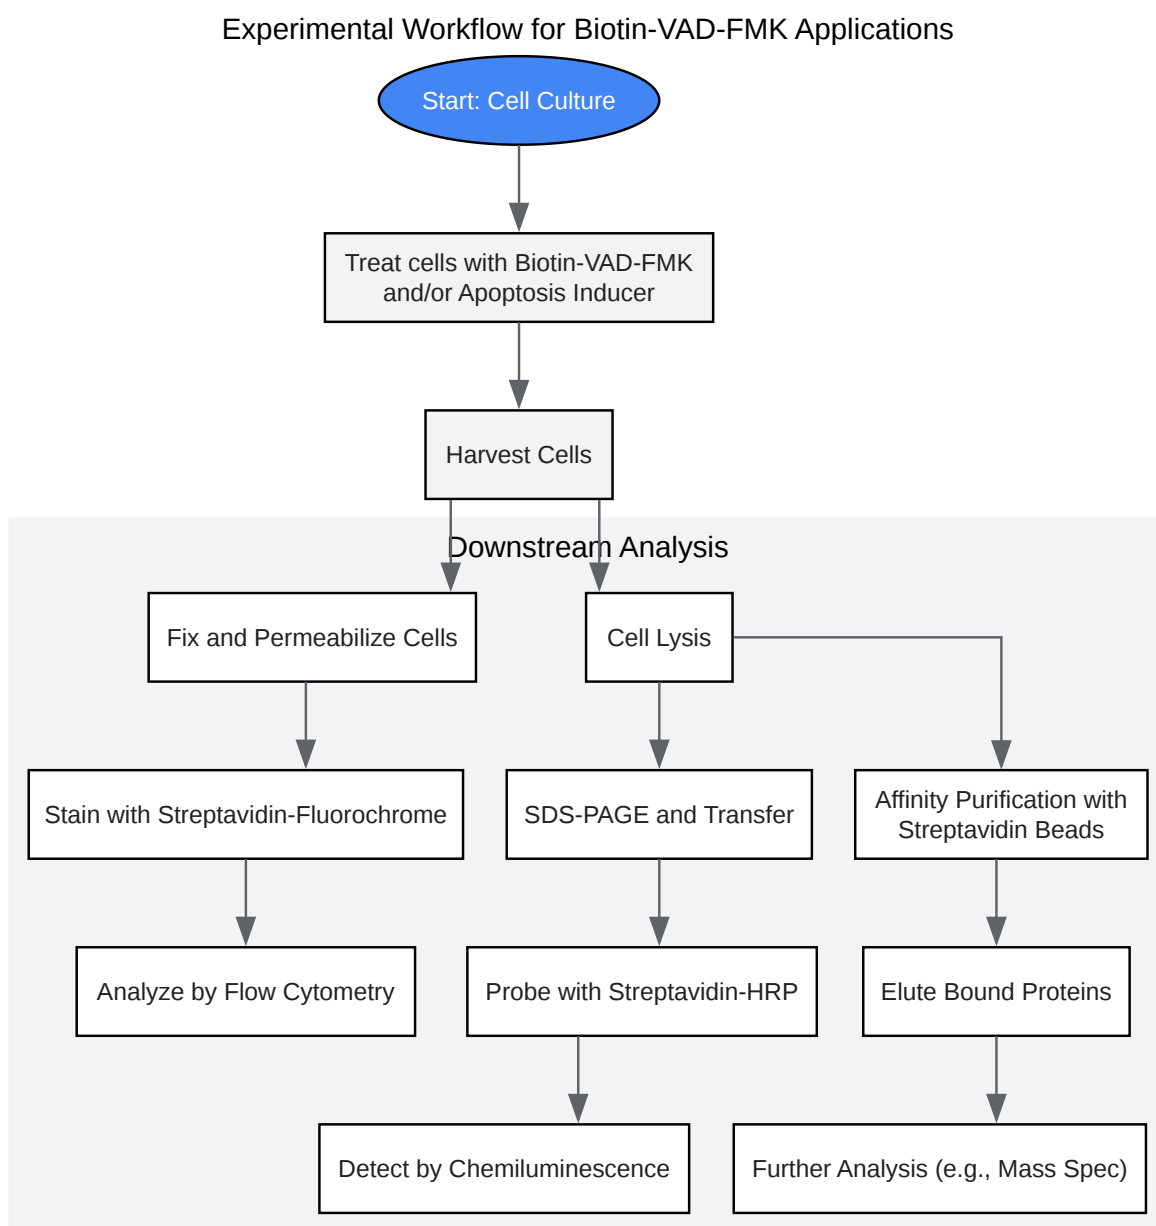 Experimental Workflow for Biotin-VAD-FMK Applications
Start: Cell Culture
Treat cells with Biotin-VAD-FMK
and/or Apoptosis Inducer
Harvest Cells
Downstream Analysis
Fix and Permeabilize Cells
Cell Lysis
Stain with Streptavidin-Fluorochrome
SDS-PAGE and Transfer
Affinity Purification with
Streptavidin Beads
Analyze by Flow Cytometry
Probe with Streptavidin-HRP
Elute Bound Proteins
Detect by Chemiluminescence
Further Analysis (e.g., Mass Spec)